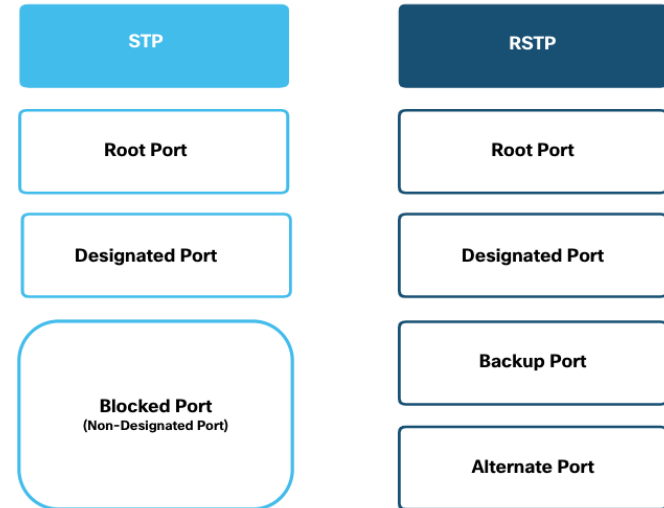 STP
RSTP
Root Port
Root Port
Designated Port
Designated Port
Blocked Port
(Non-Designated Port)
Backup Port
Alternate Port